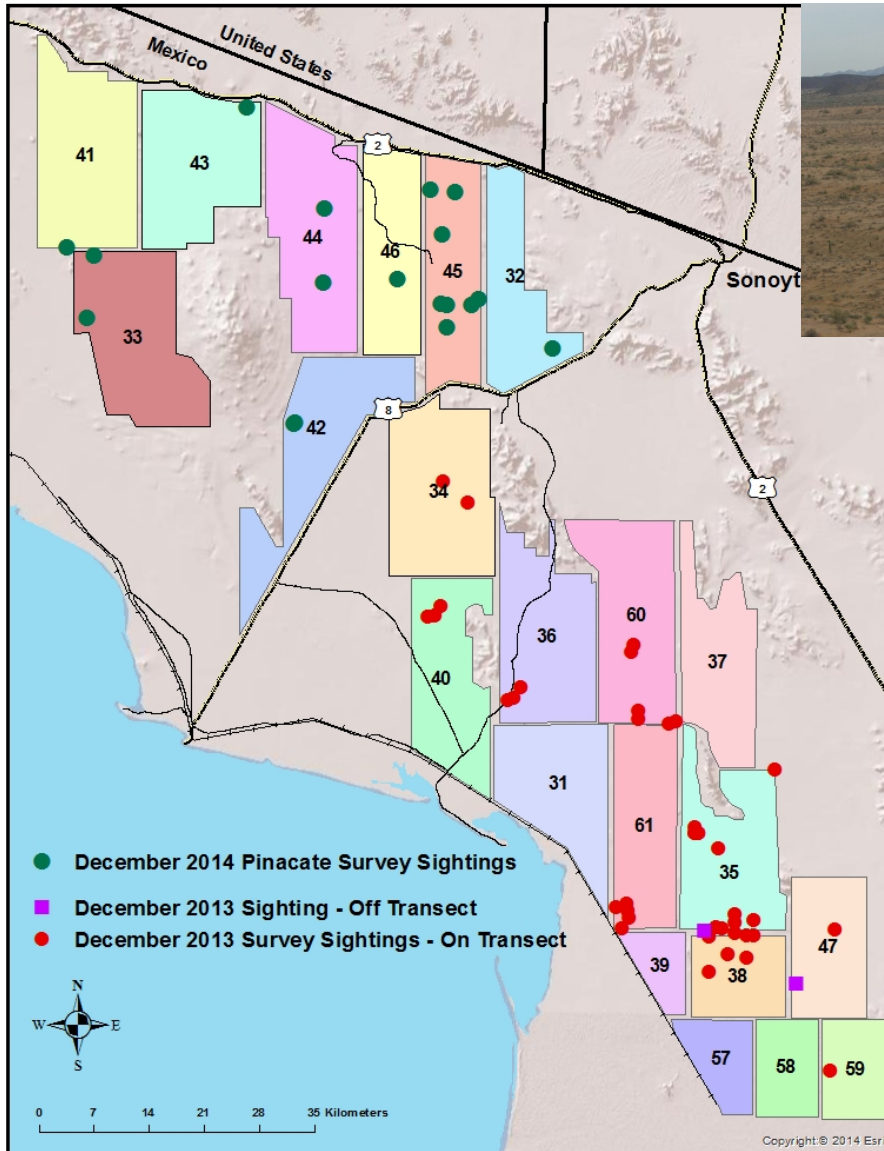 United States
Mexico
2
41
43
44
46
45
32
Sonoyt
33
8
42
34
2
36
60
37
40
31
61
35
47
39
38
57
58
59
December 2014 Pinacate Survey Sightings
December 2013 Sighting - Off Transect
December 2013 Survey Sightings - On Transect
N
W E
S
0 7 14 21 28 35 Kilometers
Copyright:© 2014 Esri